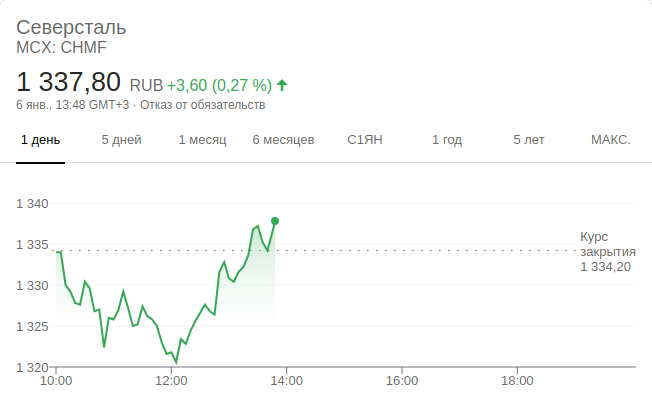 Северсталь
MCX: CHMF
1 337,80 RUB +3,60 (0,27 %)
6 янв., 13:48 GMT+3 · Отказ от обязательств
1 день 5 дней 1 месяц 6 месяцев С1ЯН 1 год 5 лет МАКС.
1 340
1 335
1 330
1 325
1 320
Курс
закрытия
1 334,20
10:00 12:00 14:00 16:00 18:00